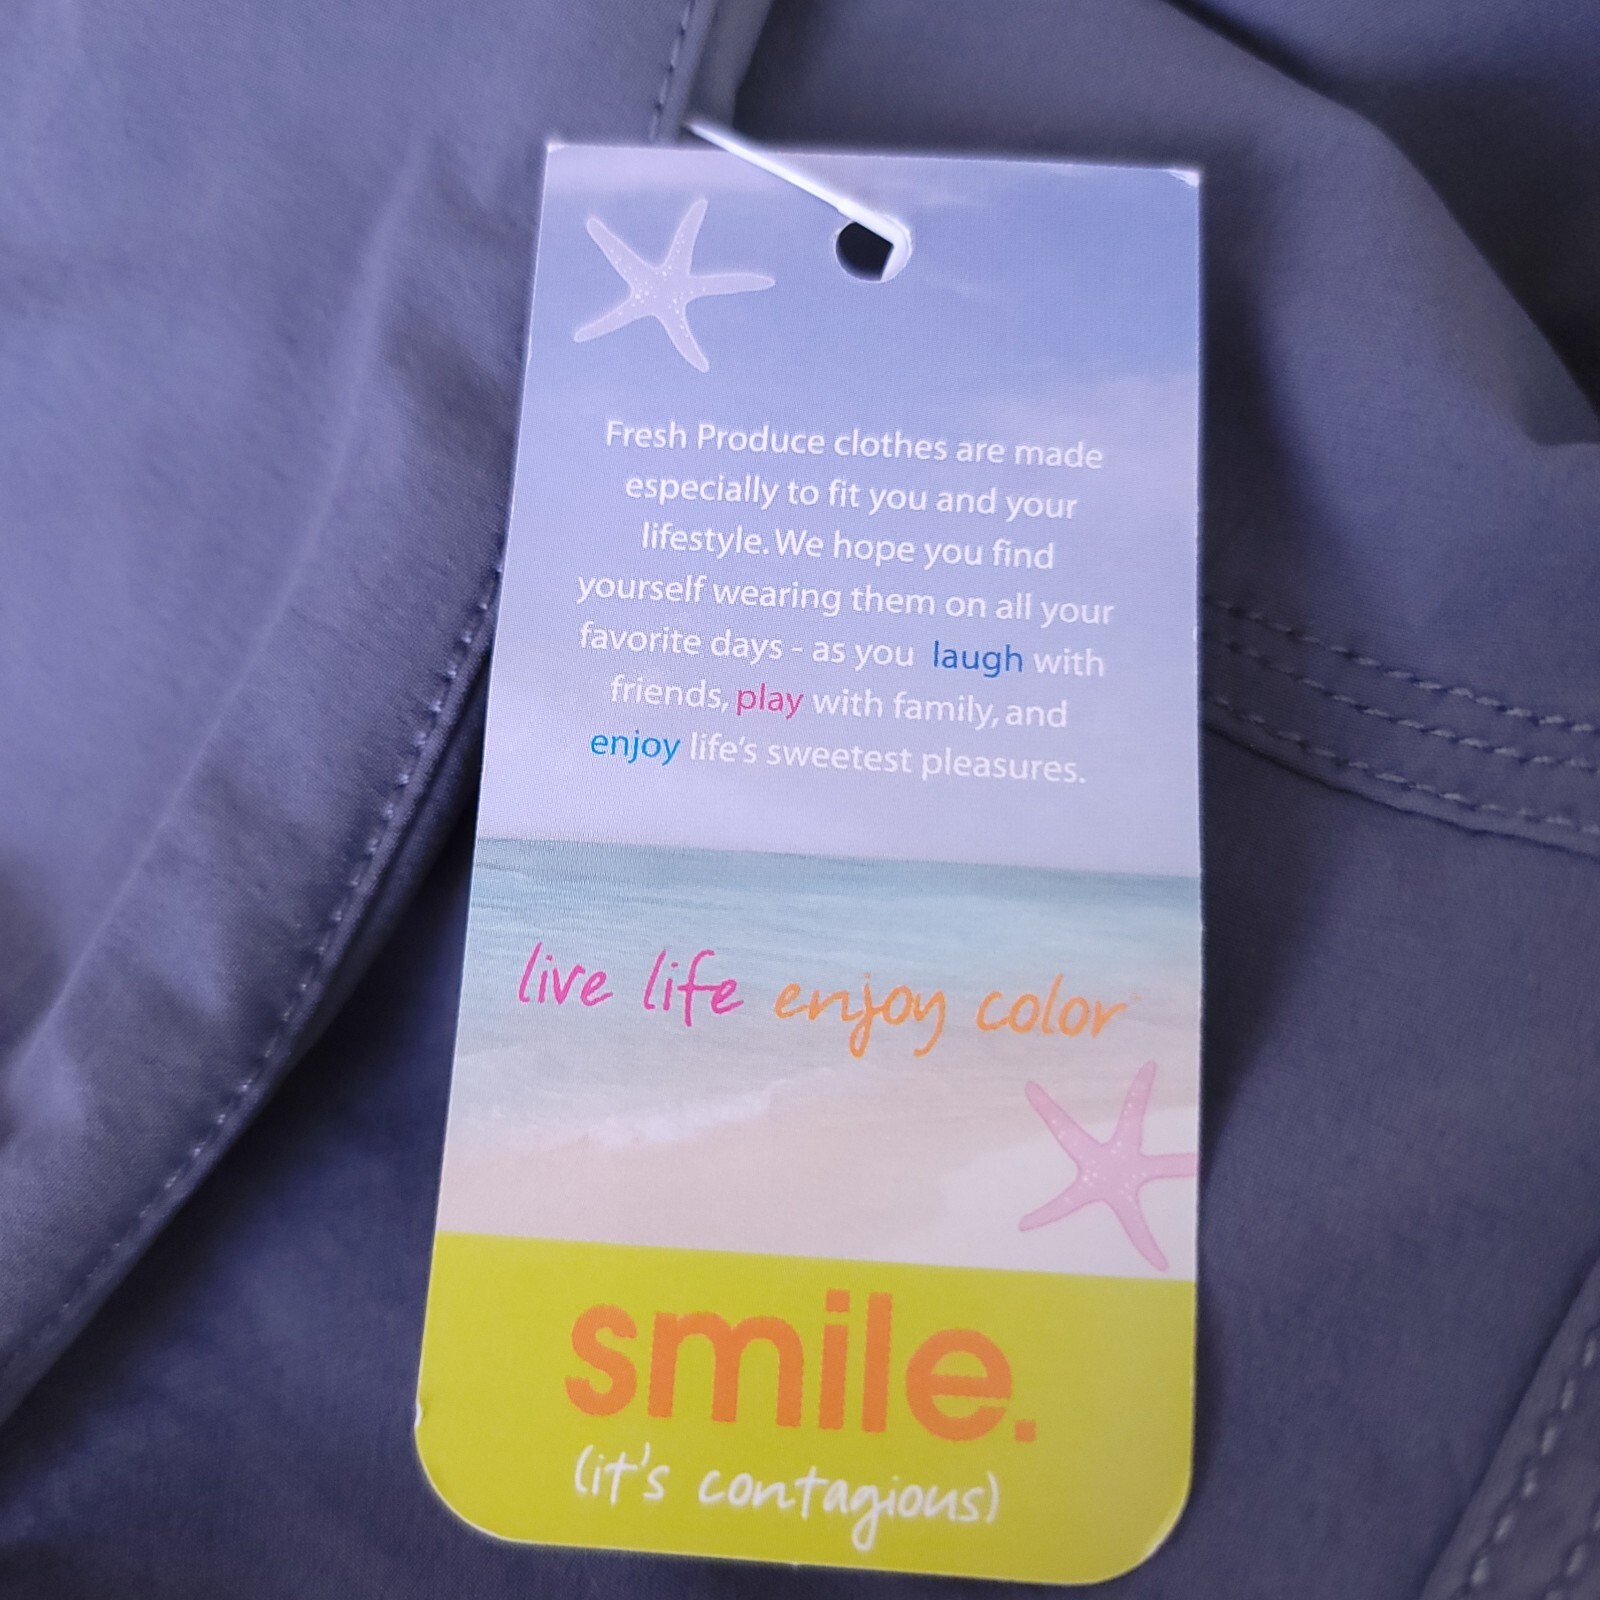 Fresh Produce clothes are made
especially to fit you and your
lifestyle. We hope you find
yourself wearing them on all your
favorite days - as you laugh with
friends, play with family, and
enjoy life's sweetest pleasures.
live life enjoy color
smile.
(it's contagious)